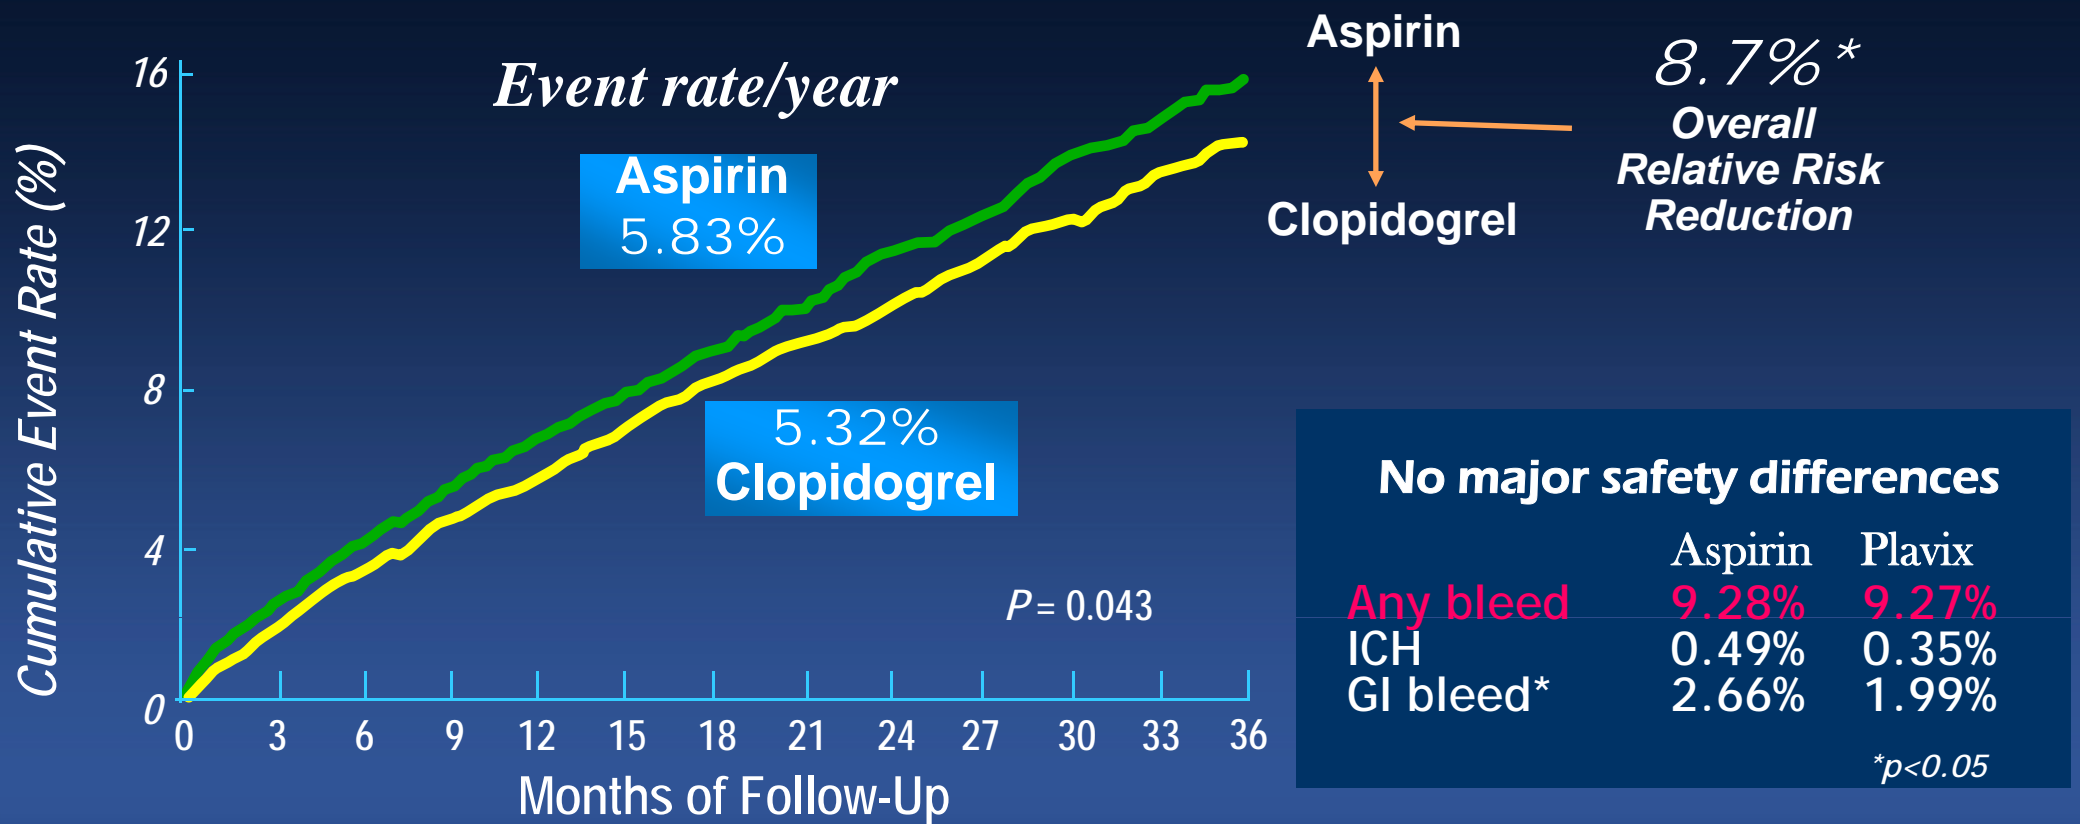 Event rate/year
Aspirin
5.83%
5.32%
Clopidogrel
P = 0.043
Cumulative Event Rate (%)
16
12
8
4
0
0 3 6 9 12 15 18 21 24 27 30 33 36
Months of Follow-Up
Aspirin
Clopidogrel
8.7%*
Overall
Relative Risk
Reduction
No major safety differences
Aspirin Plavix
Any bleed 9.28% 9.27%
ICH 0.49% 0.35%
GI bleed* 2.66% 1.99%
*p<0.05